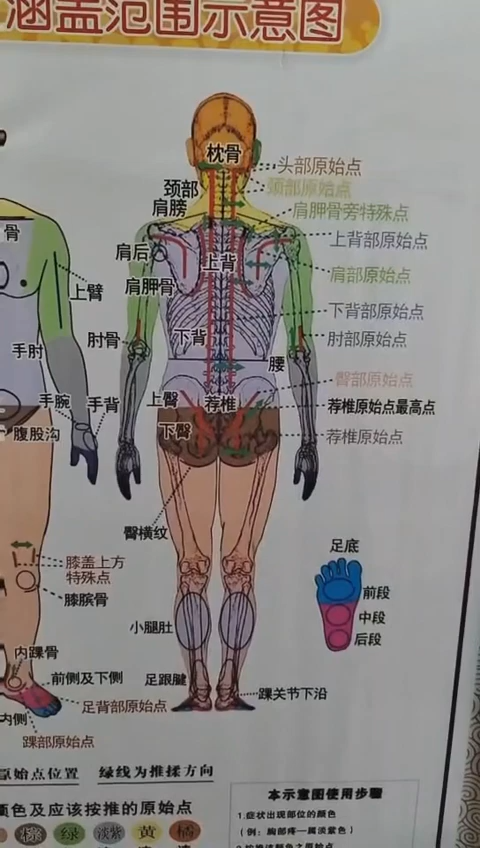 涵盖范围示意图
枕骨
头部原始点
颈部
颈部原始点
肩膀
肩胛骨旁特殊点
骨
肩后
上背
上背部原始点
肩胛骨
肩部原始点
上臂
下背部原始点
肘骨
下背
肘部原始点
手肘
腰
臀部原始点
手腕
手背
上臀
荐椎
荐椎原始点最高点
腹股沟
下臀
荐椎原始点
臀横纹
足底
膝盖上方
特殊点
前段
膝膑骨
中段
小腿肚
后段
内踝骨
前侧及下侧
足跟腱
踝关节下沿
足背部原始点
内侧
踝部原始点
原始点位置
绿线为推揉方向
本示意图使用步骤
颜色及应该按推的原始点
1.症状出现部位的颜色
棕
绿
淡紫
黄
橘
(例：胸部疼—属淡紫色)